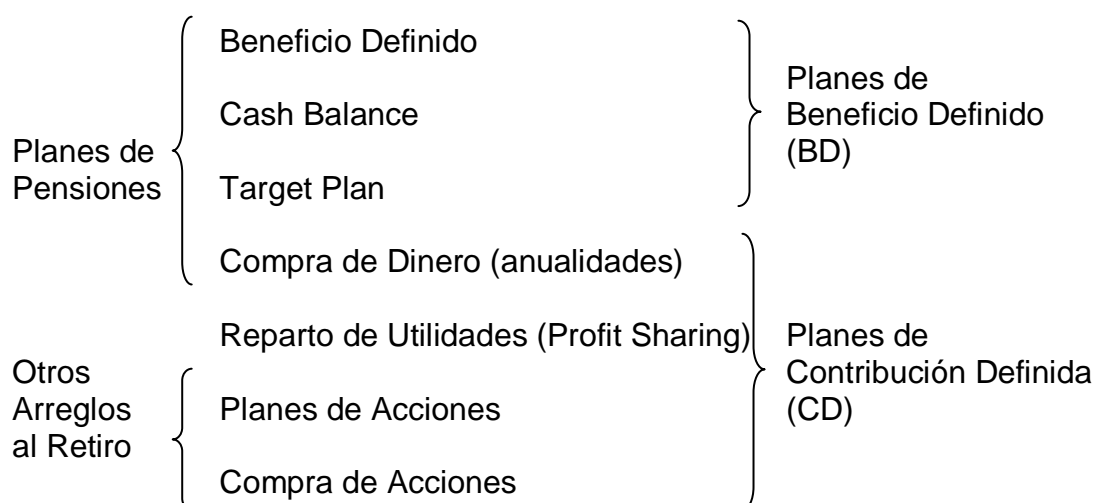 Planes de
Pensiones
Beneficio Definido
Cash Balance
Target Plan
Compra de Dinero (anualidades)
Reparto de Utilidades (Profit Sharing)
Otros
Arreglos
al Retiro
Planes de Acciones
Compra de Acciones
Planes de
Beneficio Definido
(BD)
Planes de
Contribución Definida
(CD)